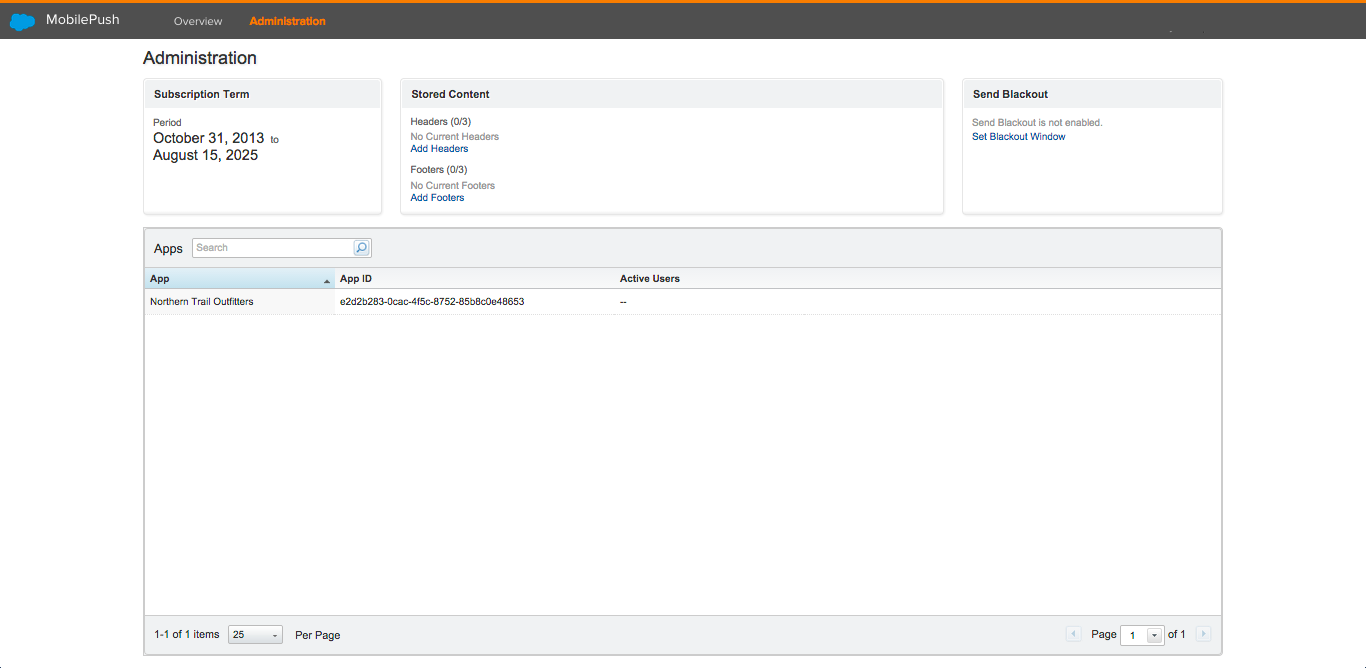 MobilePush
Overview
Administration
Administration
Subscription Term
Period
October 31, 2013 to
August 15, 2025
Stored Content
Headers (0/3)
No Current Headers
Add Headers
Footers (0/3)
No Current Footers
Add Footers
Send Blackout
Send Blackout is not enabled.
Set Blackout Window
Apps Search
App App ID Active Users
Northern Trail Outfitters e2d2b283-0cac-4f5c-8752-85b8c0e48653 --
1-1 of 1 items 25 Per Page Page 1 of 1